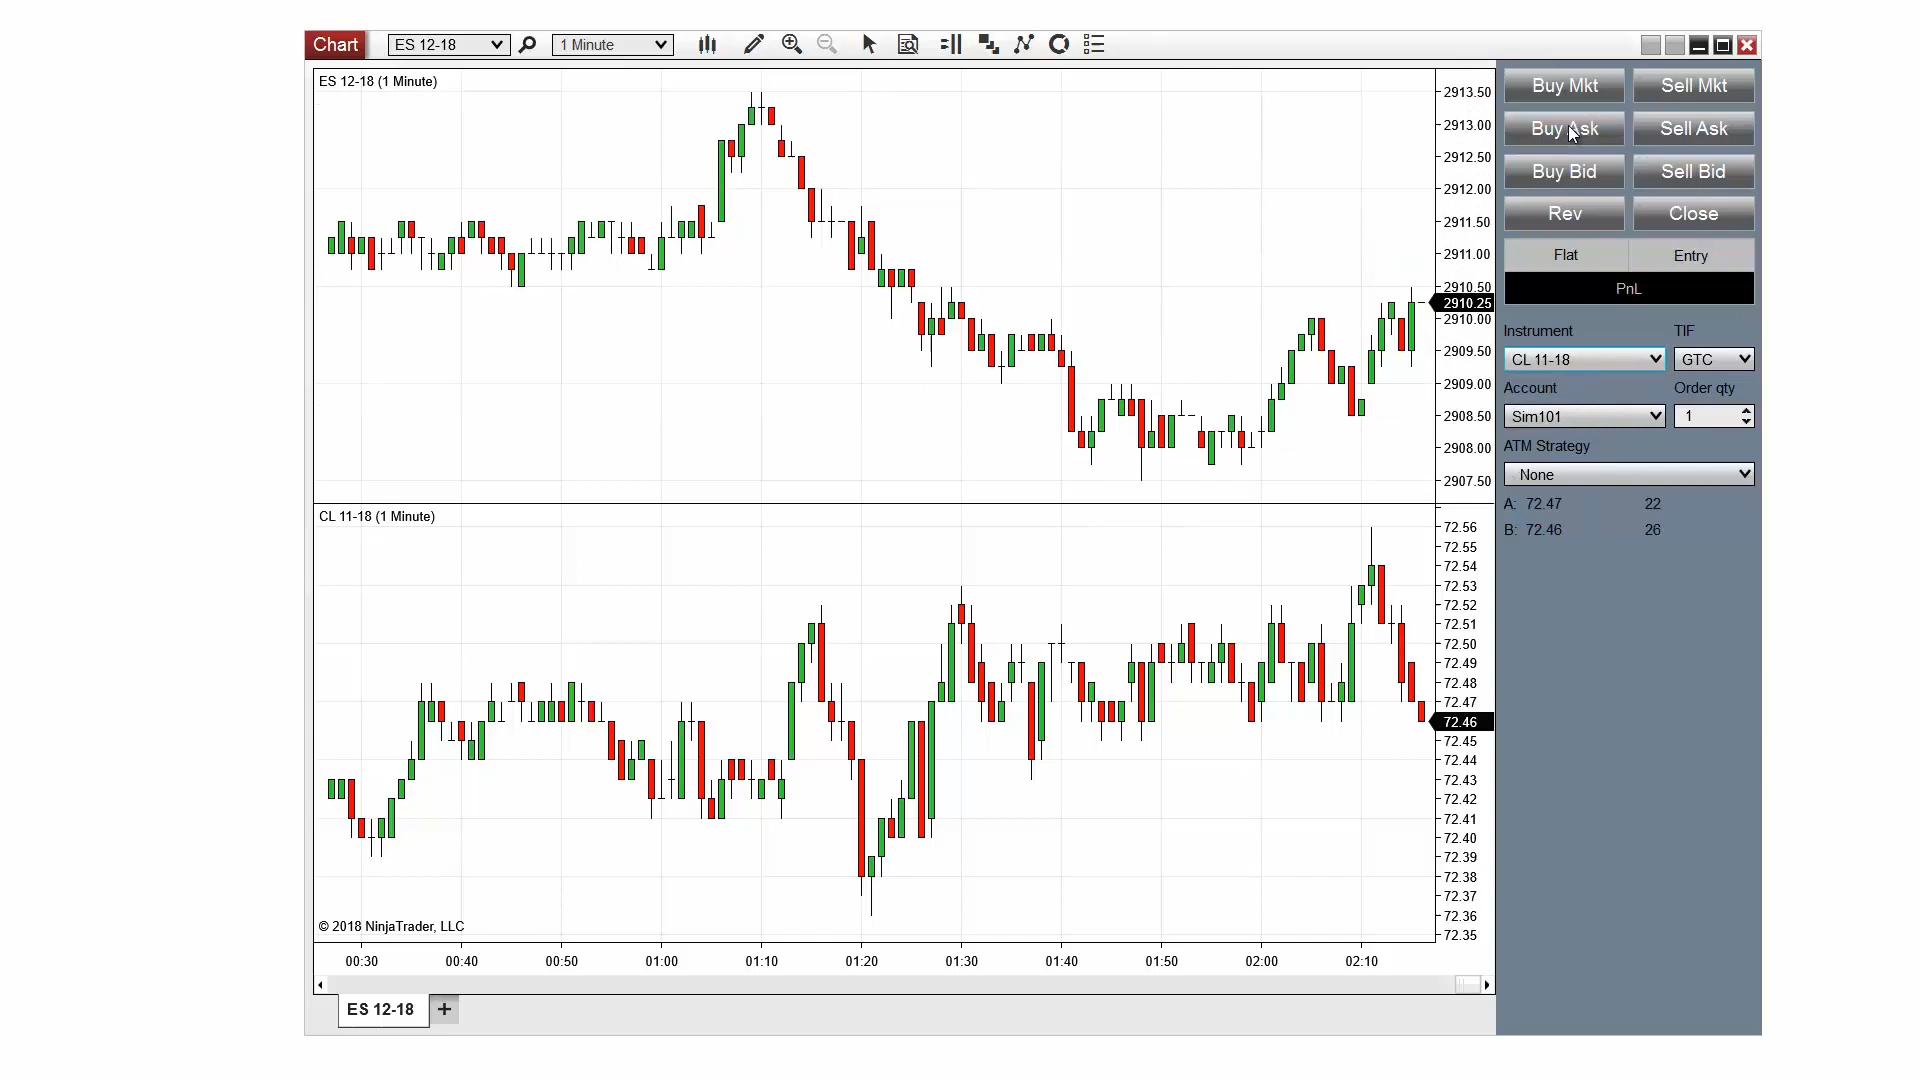 Chart ES 12-18 1 Minute
ES 12-18 (1 Minute)
2913.50
2913.00
2912.50
2912.00
2911.50
2911.00
2910.50
2910.25
2910.00
2909.50
2909.00
2908.50
2908.00
2907.50
CL 11-18 (1 Minute)
72.56
72.55
72.54
72.53
72.52
72.51
72.50
72.49
72.48
72.47
72.46
72.45
72.44
72.43
72.42
72.41
72.40
72.39
72.38
72.37
72.36
72.35
© 2018 NinjaTrader, LLC
00:30 00:40 00:50 01:00 01:10 01:20 01:30 01:40 01:50 02:00 02:10
ES 12-18 +
Buy Mkt Sell Mkt
Buy Ask Sell Ask
Buy Bid Sell Bid
Rev Close
Flat Entry
PnL
Instrument TIF
CL 11-18 GTC
Account Order qty
Sim101 1
ATM Strategy
None
A: 72.47 22
B: 72.46 26